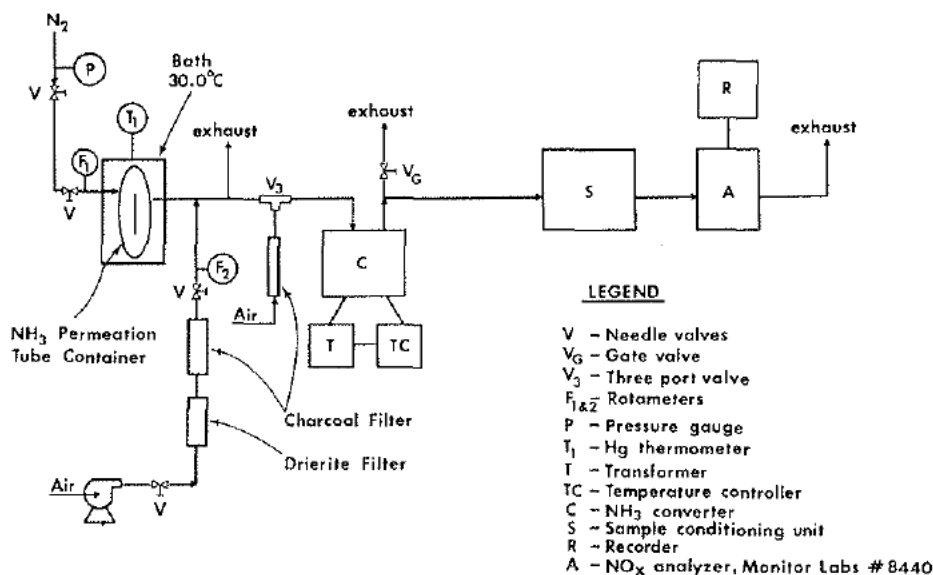 N2
P
V
Bath
30.0°C
T1
F1
V
exhaust
V3
exhaust
VG
R
exhaust
S
A
C
V
F2
Air
T
TC
NH3 Permeation
Tube Container
Charcoal Filter
Drierite Filter
Air
V
LEGEND
V - Needle valves
VG - Gate valve
V3 - Three port valve
F1&2 - Rotameters
P - Pressure gauge
T1 - Hg thermometer
T - Transformer
TC - Temperature controller
C - NH3 converter
S - Sample conditioning unit
R - Recorder
A - NOx analyzer, Monitor Labs #8440